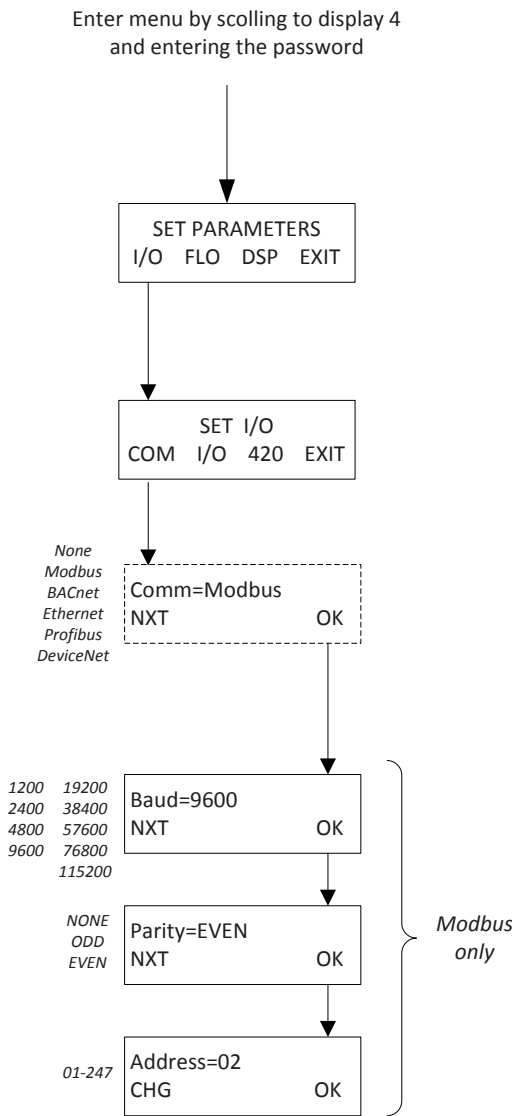 Enter menu by scolling to display 4
and entering the password
SET PARAMETERS
I/O FLO DSP EXIT
SET I/O
COM I/O 420 EXIT
None
Modbus
BACnet
Ethernet
Profibus
DeviceNet
Comm=Modbus
NXT OK
1200 19200
2400 38400
4800 57600
9600 76800
115200
Baud=9600
NXT OK
NONE
ODD
EVEN
Parity=EVEN
NXT OK
Modbus
only
01-247
Address=02
CHG OK